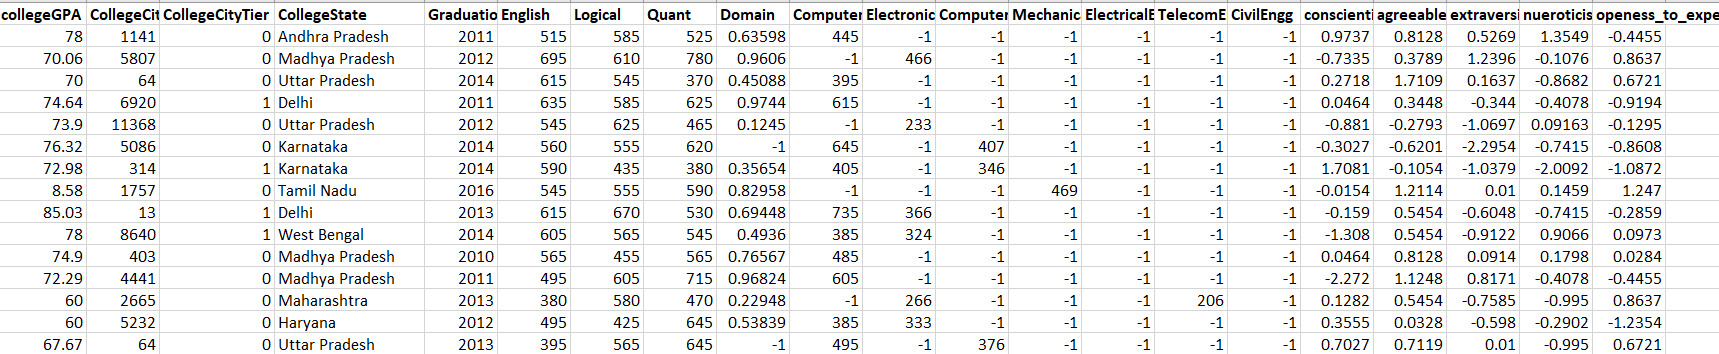 collegeGPA CollegeCit CollegeCityTier CollegeState Graduatio English Logical Quant Domain Computer Electronic Computer Mechanic ElectricalE TelecomE CivilEngg conscienti agreeable extraversi nueroticis openess_to_expe
78 1141 0 Andhra Pradesh 2011 515 585 525 0.63598 445 -1 -1 -1 -1 -1 -1 0.9737 0.8128 0.5269 1.3549 -0.4455
70.06 5807 0 Madhya Pradesh 2012 695 610 780 0.9606 -1 466 -1 -1 -1 -1 -1 -0.7335 0.3789 1.2396 -0.1076 0.8637
70 64 0 Uttar Pradesh 2014 615 545 370 0.45088 395 -1 -1 -1 -1 -1 -1 0.2718 1.7109 0.1637 -0.8682 0.6721
74.64 6920 1 Delhi 2011 635 585 625 0.9744 615 -1 -1 -1 -1 -1 -1 0.0464 0.3448 -0.344 -0.4078 -0.9194
73.9 11368 0 Uttar Pradesh 2012 545 625 465 0.1245 -1 233 -1 -1 -1 -1 -1 -0.881 -0.2793 -1.0697 0.09163 -0.1295
76.32 5086 0 Karnataka 2014 560 555 620 -1 645 -1 407 -1 -1 -1 -1 -0.3027 -0.6201 -2.2954 -0.7415 -0.8608
72.98 314 1 Karnataka 2014 590 435 380 0.35654 405 -1 346 -1 -1 -1 -1 1.7081 -0.1054 -1.0379 -2.0092 -1.0872
8.58 1757 0 Tamil Nadu 2016 545 555 590 0.82958 -1 -1 -1 469 -1 -1 -1 -0.0154 1.2114 0.01 0.1459 1.247
85.03 13 1 Delhi 2013 615 670 530 0.69448 735 366 -1 -1 -1 -1 -1 -0.159 0.5454 -0.6048 -0.7415 -0.2859
78 8640 1 West Bengal 2014 605 565 545 0.4936 385 324 -1 -1 -1 -1 -1 -1.308 0.5454 -0.9122 0.9066 0.0973
74.9 403 0 Madhya Pradesh 2010 565 455 565 0.76567 485 -1 -1 -1 -1 -1 -1 0.0464 0.8128 0.0914 0.1798 0.0284
72.29 4441 0 Madhya Pradesh 2011 495 605 715 0.96824 605 -1 -1 -1 -1 -1 -1 -2.272 1.1248 0.8171 -0.4078 -0.4455
60 2665 0 Maharashtra 2013 380 580 470 0.22948 -1 266 -1 -1 -1 206 -1 0.1282 0.5454 -0.7585 -0.995 0.8637
60 5232 0 Haryana 2012 495 425 645 0.53839 385 333 -1 -1 -1 -1 -1 0.3555 0.0328 -0.598 -0.2902 -1.2354
67.67 64 0 Uttar Pradesh 2013 395 565 645 -1 495 -1 376 -1 -1 -1 -1 0.7027 0.7119 0.01 -0.995 0.6721